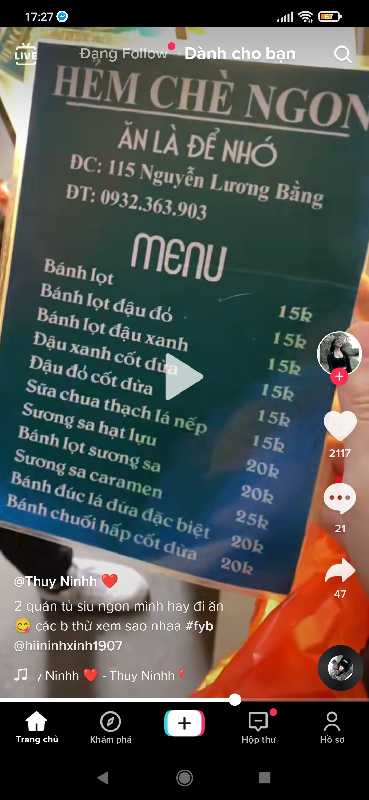 17:27
LIVE
Đang Follow
Dành cho bạn
HẺM CHÈ NGON
ĂN LÀ ĐỂ NHỚ
ĐC: 115 Nguyễn Lương Bằng
ĐT: 0932.363.903
MENU
Bánh lọt 15k
Bánh lọt đậu đỏ 15k
Bánh lọt đậu xanh 15k
Đậu xanh cốt dừa 15k
Đậu đỏ cốt dừa 15k
Sữa chua thạch lá nếp 15k
Sương sa hạt lựu 20k
Bánh lọt sương sa 20k
Sương sa caramen 25k
Bánh đúc lá dừa đặc biệt 20k
Bánh chuối hấp cốt dừa 20k
2117
21
47
@Thuy Ninhh ❤️
2 quán tủ siu ngon mình hay đi ăn
😋 các b thử xem sao nhaa #fyb
@hiininhxinh1907
y Ninhh ❤️ - Thuy Ninhh
Trang chủ
Khám phá
Hộp thư
Hồ sơ